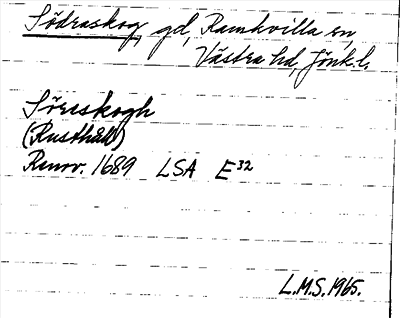 Södraskog, gd, Ramkvilla sn,
Västra hd, Jönk.l.
Söreskogh
(Rusthåll)
Renov. 1689 LSA E32
L.M.S. 1965.